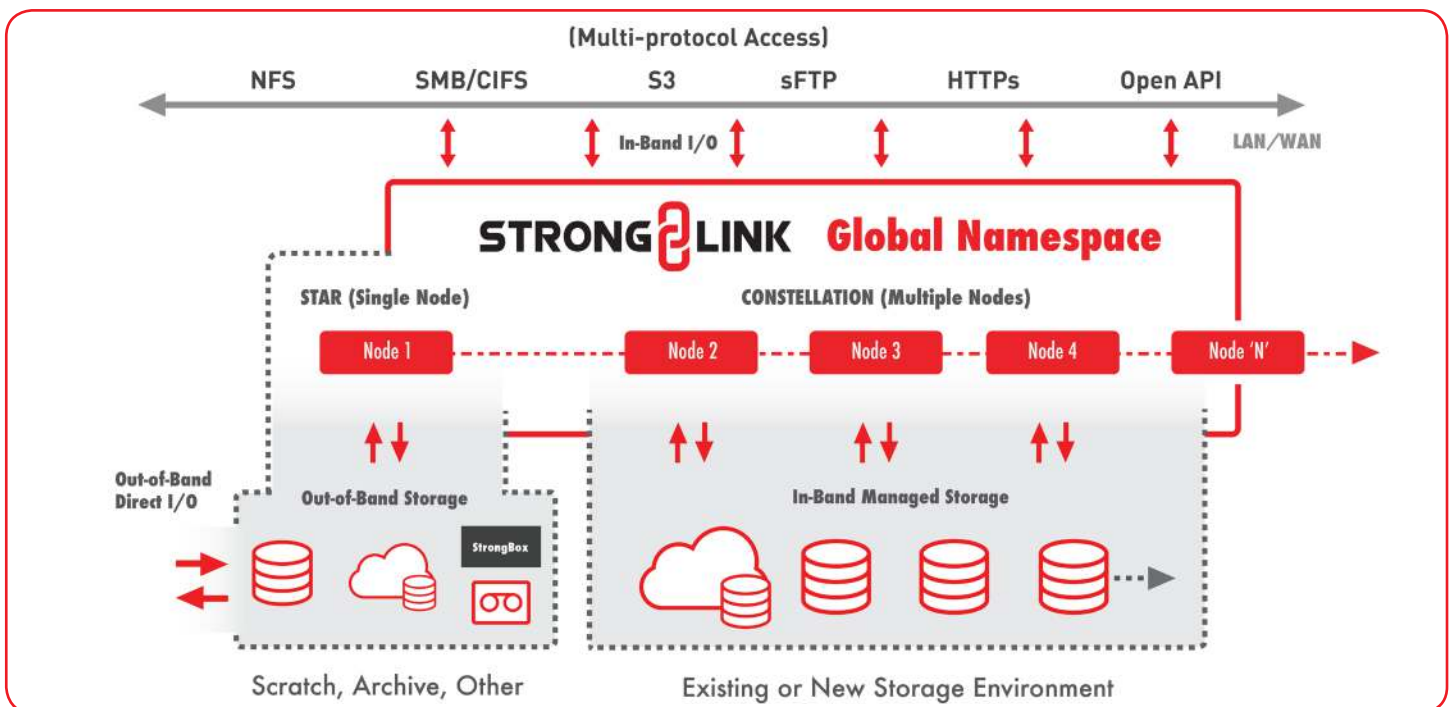 (Multi-protocol Access)
NFS SMB/CIFS S3 sFTP HTTPs Open API
In-Band I/O
LAN/WAN
STRONG LINK Global Namespace
STAR (Single Node) CONSTELLATION (Multiple Nodes)
Node 1 Node 2 Node 3 Node 4 Node 'N'
Out-of-Band
Direct I/O
Out-of-Band Storage In-Band Managed Storage
StrongBox
Scratch, Archive, Other Existing or New Storage Environment